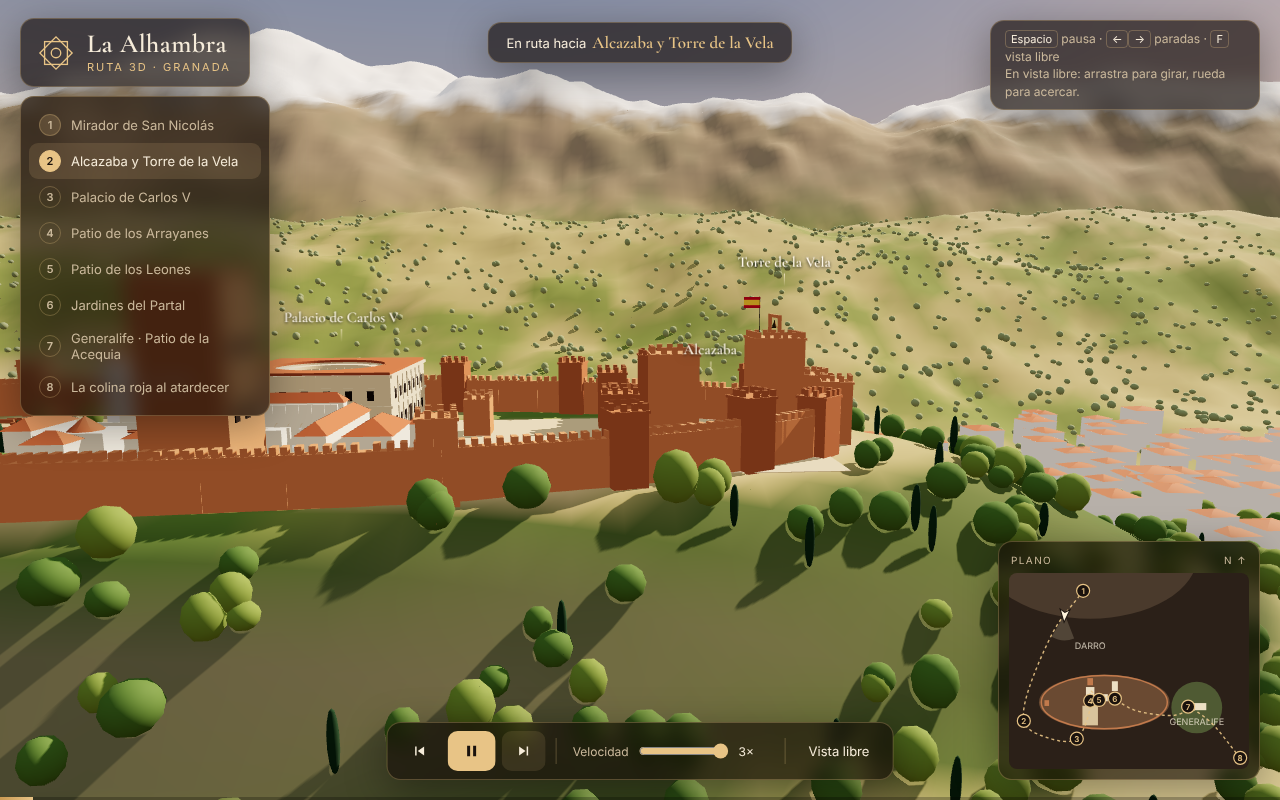 La Alhambra
RUTA 3D · GRANADA
En ruta hacia Alcazaba y Torre de la Vela
Espacio pausa · ← → paradas · F
vista libre
En vista libre: arrastra para girar, rueda
para acercar.
1 Mirador de San Nicolás
2 Alcazaba y Torre de la Vela
3 Palacio de Carlos V
4 Patio de los Arrayanes
5 Patio de los Leones
6 Jardines del Partal
7 Generalife · Patio de la
Acequia
8 La colina roja al atardecer
Torre de la Vela
Palacio de Carlos V
Alcazaba
PLANO N ↑
1
DARRO
4 5 6
7
2
GENERALIFE
3
8
Velocidad 3× Vista libre